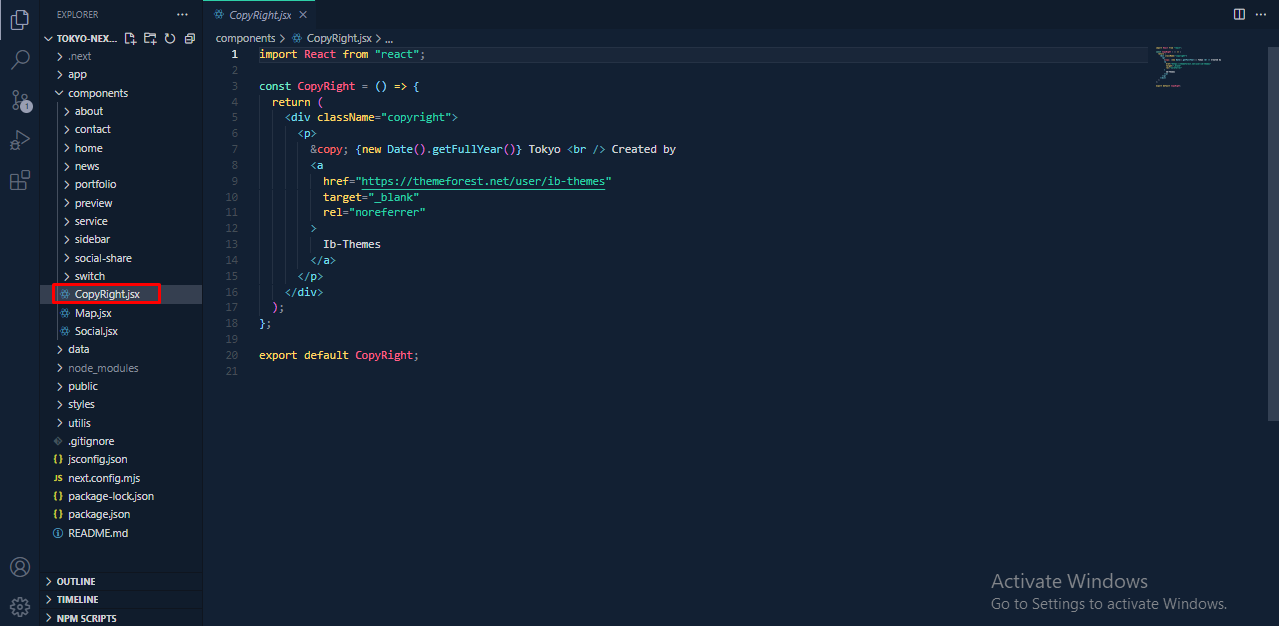 EXPLORER
TOKYO-NEX...
.next
app
components
about
contact
home
news
portfolio
preview
service
sidebar
social-share
switch
CopyRight.jsx
Map.jsx
Social.jsx
data
node_modules
public
styles
utilis
.gitignore
{} jsconfig.json
JS next.config.mjs
{} package-lock.json
{} package.json
README.md
OUTLINE
TIMELINE
NPM SCRIPTS
1
CopyRight.jsx
components > CopyRight.jsx > ...
1 import React from "react";
2
3 const CopyRight = () => {
4 return (
5 <div className="copyright">
6 <p>
7 &copy; {new Date().getFullYear()} Tokyo <br /> Created by
8 <a
9 href="https://themeforest.net/user/ib-themes"
10 target="_blank"
11 rel="noreferrer"
12 >
13 Ib-Themes
14 </a>
15 </p>
16 </div>
17 );
18 };
19
20 export default CopyRight;
21
Activate Windows
Go to Settings to activate Windows.